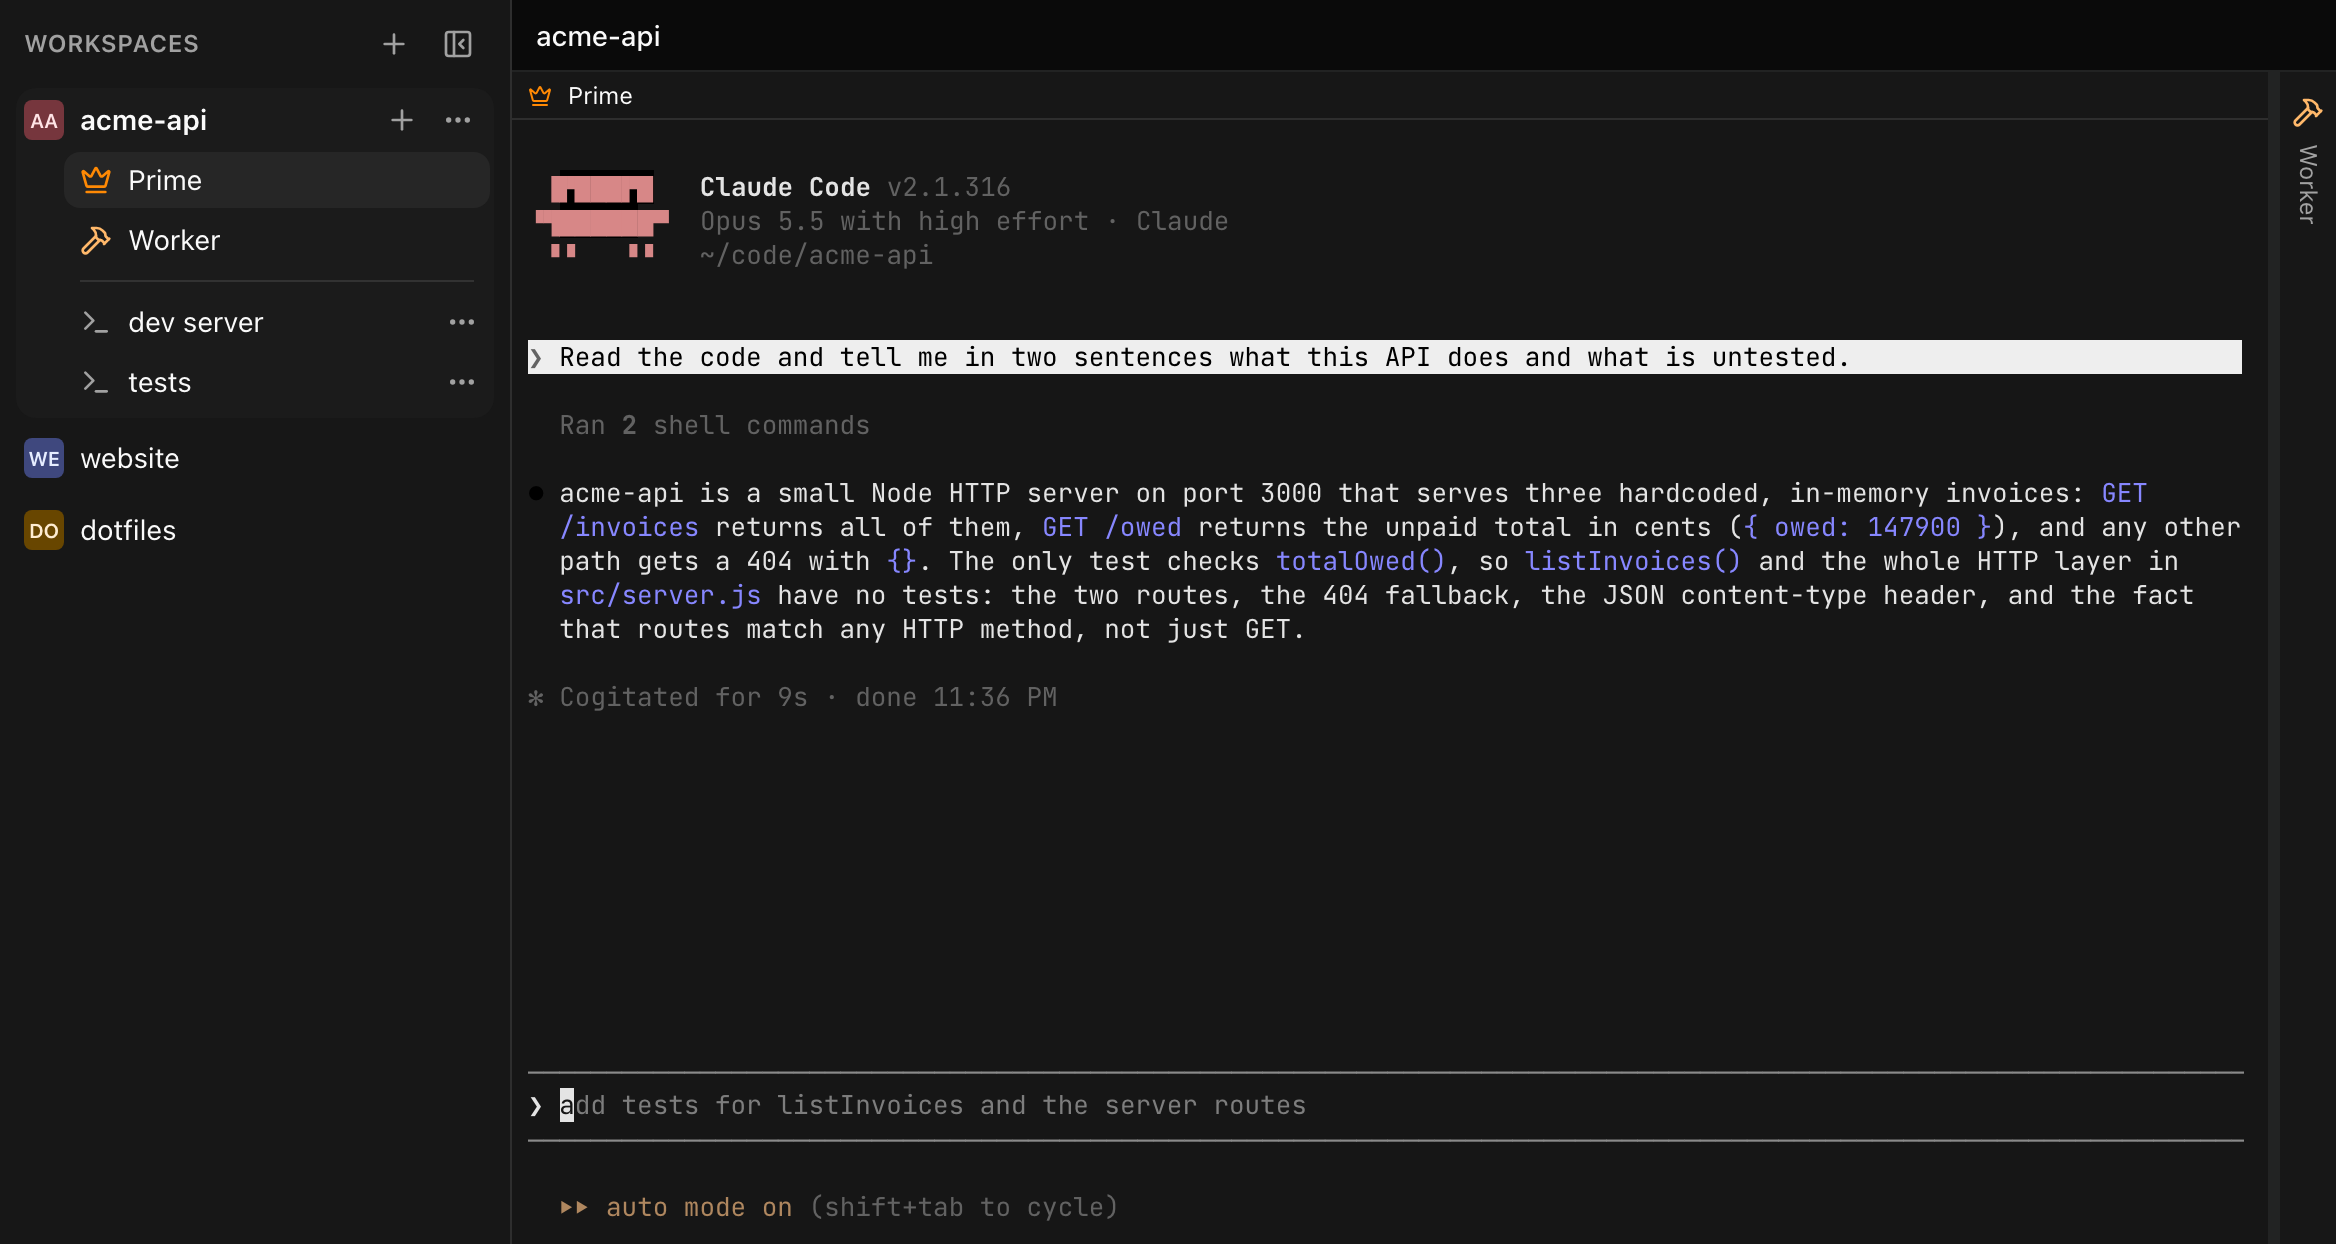 WORKSPACES
AA acme-api
Prime
Worker
dev server
tests
WE website
DO dotfiles
acme-api
Prime
Claude Code v2.1.316
Opus 5.5 with high effort · Claude
~/code/acme-api
❯ Read the code and tell me in two sentences what this API does and what is untested.
Ran 2 shell commands
● acme-api is a small Node HTTP server on port 3000 that serves three hardcoded, in-memory invoices: GET
/invoices returns all of them, GET /owed returns the unpaid total in cents ({ owed: 147900 }), and any other
path gets a 404 with {}. The only test checks totalOwed(), so listInvoices() and the whole HTTP layer in
src/server.js have no tests: the two routes, the 404 fallback, the JSON content-type header, and the fact
that routes match any HTTP method, not just GET.
✻ Cogitated for 9s · done 11:36 PM
❯ add tests for listInvoices and the server routes
⏵⏵ auto mode on (shift+tab to cycle)
Worker